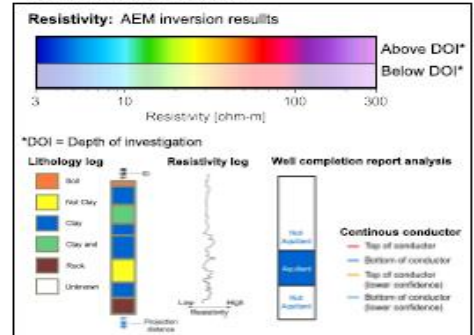 Resistivity: AEM inversion resullts
Above DOI*
Below DOI*
3 10 100 300
Resistivity [ohm-m]
*DOI = Depth of investigation
Lithology log
Resistivity log
Well completion report analysis
ID
Soil
Not Clay
Clay
Clay and
Rock
Unknown
Projection
distance
Low High
Resistivity
Not
Aquitard
Aquitard
Not
Aquitard
Continous conductor
Top of conductor
Bottom of conductor
Top of conductor
(lower confidence)
Bottom of conductor
(lower confidence)